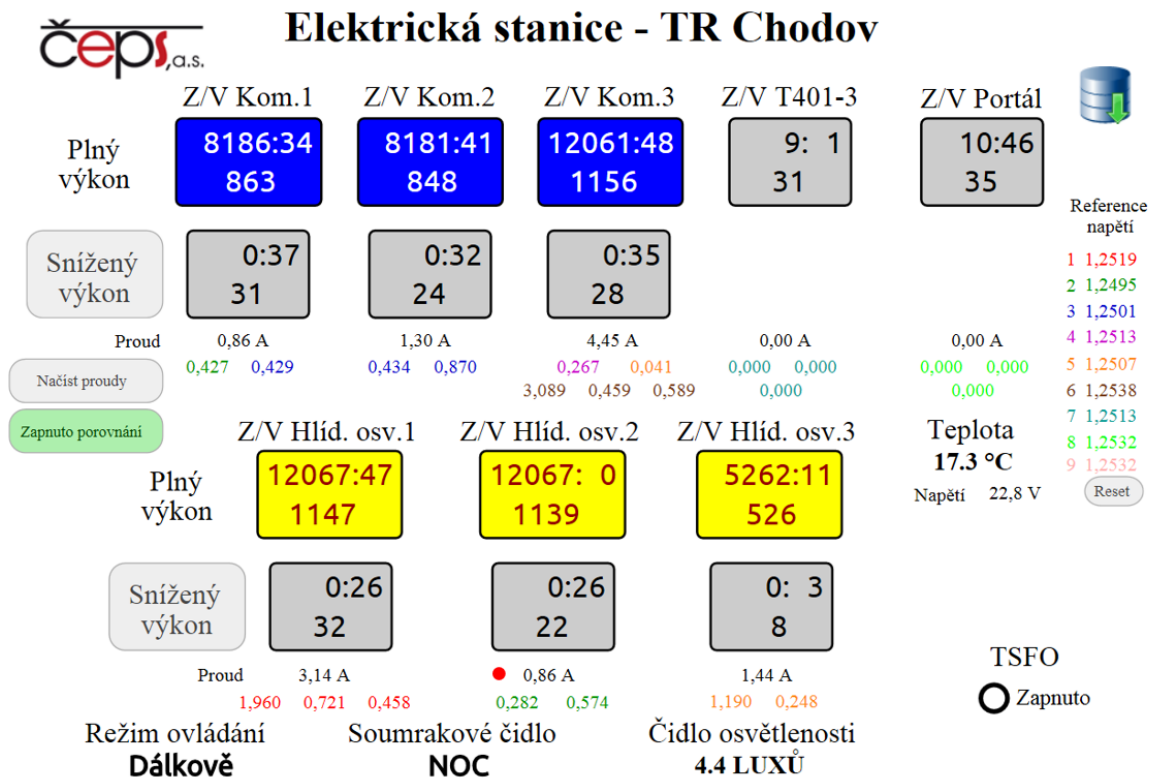 čeps,a.s.
Elektrická stanice - TR Chodov
Z/V Kom.1 Z/V Kom.2 Z/V Kom.3 Z/V T401-3 Z/V Portál
Plný výkon
8186:34 8181:41 12061:48 9: 1 10:46
863 848 1156 31 35
Snížený výkon
0:37 0:32 0:35
31 24 28
Reference
napětí
1 1,2519
2 1,2495
3 1,2501
4 1,2513
5 1,2507
6 1,2538
7 1,2513
8 1,2532
9 1,2532
Reset
Proud 0,86 A 1,30 A 4,45 A 0,00 A 0,00 A
0,427 0,429 0,434 0,870 0,267 0,041 0,000 0,000 0,000 0,000
3,089 0,459 0,589 0,000 0,000
Načíst proudy
Zapnuto porovnání
Z/V Hlíd. osv.1 Z/V Hlíd. osv.2 Z/V Hlíd. osv.3
Teplota
17.3 °C
Napětí 22,8 V
Plný výkon
12067:47 12067: 0 5262:11
1147 1139 526
Snížený výkon
0:26 0:26 0: 3
32 22 8
Proud 3,14 A 0,86 A 1,44 A
1,960 0,721 0,458 0,282 0,574 1,190 0,248
TSFO
Zapnuto
Režim ovládání Soumrakové čidlo Čidlo osvětlenosti
Dálkově NOC 4.4 LUXŮ